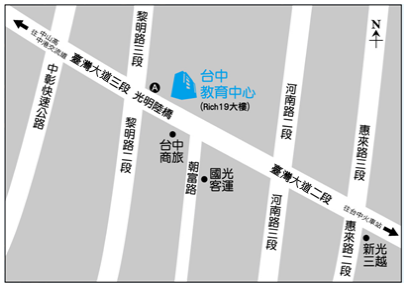 往 中山高
中港交流道
中彰快速公路
臺灣大道三段
光明陸橋
黎明路三段
黎明路二段
A
台中
教育中心
(Rich19大樓)
台中
商旅
朝富路
國光
客運
河南路二段
河南路三段
臺灣大道二段
惠來路三段
惠來路二段
往台中火車站
新光
三越
N